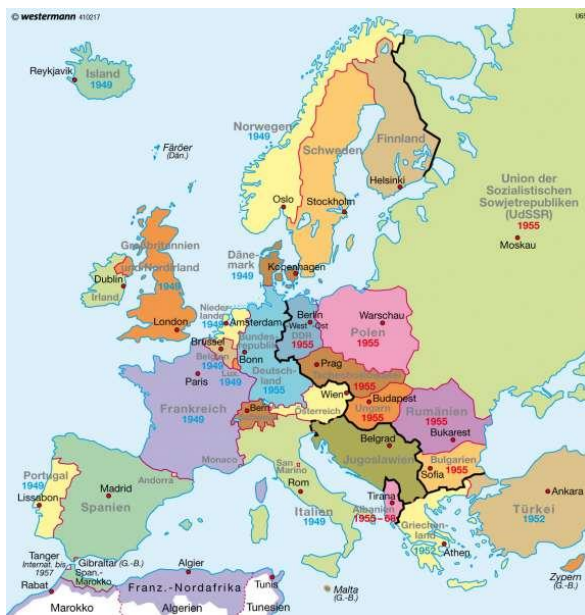 © westermann 410217
Island
1949
Reykjavik
Norwegen
1949
Färöer
(Dän.)
Schweden
Finnland
Helsinki
Oslo
Stockholm
Union der
Sozialistischen
Sowjetrepubliken
(UdSSR)
1955
Moskau
Großbritannien
und Nordirland
1949
Dublin
Irland
London
Däne-
mark
1949
Kopenhagen
Niederlande
1949
Amsterdam
Brüssel
Belgien
1949
Lux.
1949
Bundes-
republik
Bonn
Deutsch-
land
1955
Berlin
West Ost
DDR
1955
Warschau
Polen
1955
Prag
Tschechoslowakei
1955
Paris
Frankreich
1949
Bern
Wien
Österreich
Budapest
Ungarn
1955
Rumänien
1955
Bukarest
Belgrad
Jugoslawien
Bulgarien
1955
Sofia
Monaco
San
Marino
Rom
Italien
1949
Tirana
Albanien
1955–68
Griechen-
land
1952
Athen
Ankara
Türkei
1952
Zypern
(G.-B.)
Portugal
1949
Lissabon
Andorra
Madrid
Spanien
Tanger
Internat. bis
1957
Gibraltar (G.-B.)
Span.-
Marokko
Rabat
Algier
Tunis
Franz.-Nordafrika
Marokko
Algerien
Tunesien
Malta
(G.-B.)